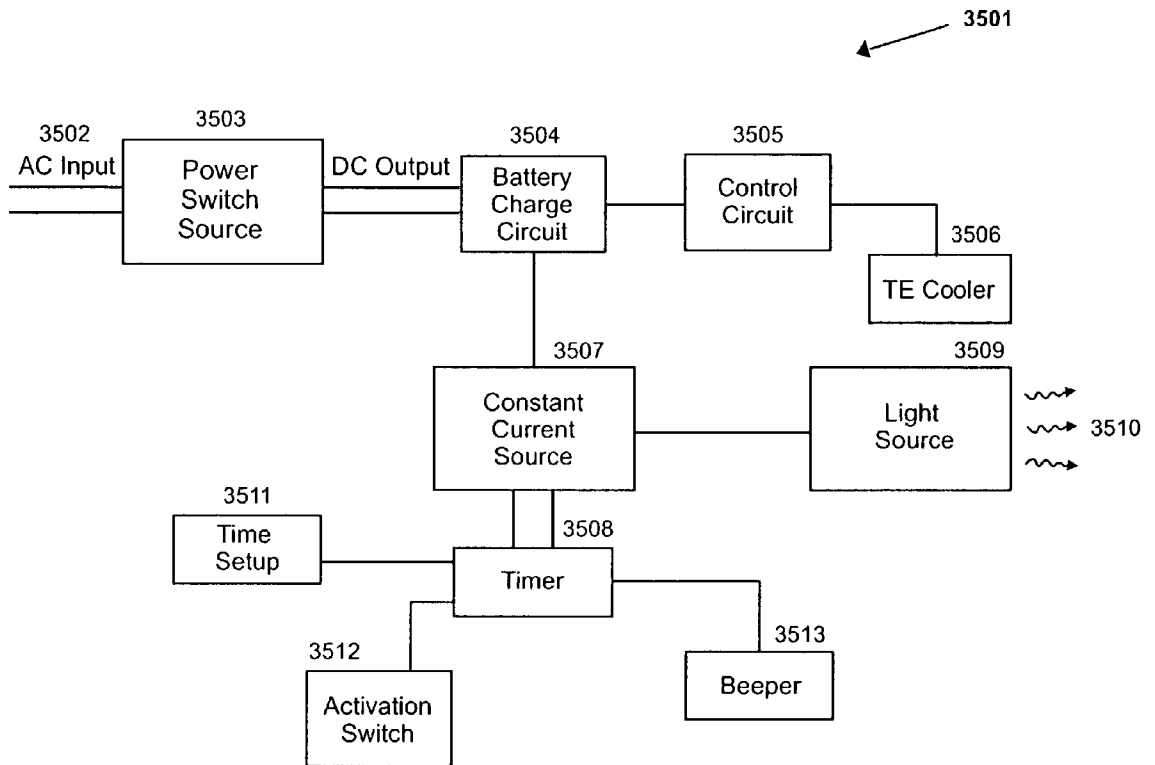 3501
3502
AC Input
3503
Power
Switch
Source
DC Output
3504
Battery
Charge
Circuit
3505
Control
Circuit
3506
TE Cooler
3507
Constant
Current
Source
3509
Light
Source
3510
3511
Time
Setup
3508
Timer
3512
Activation
Switch
3513
Beeper